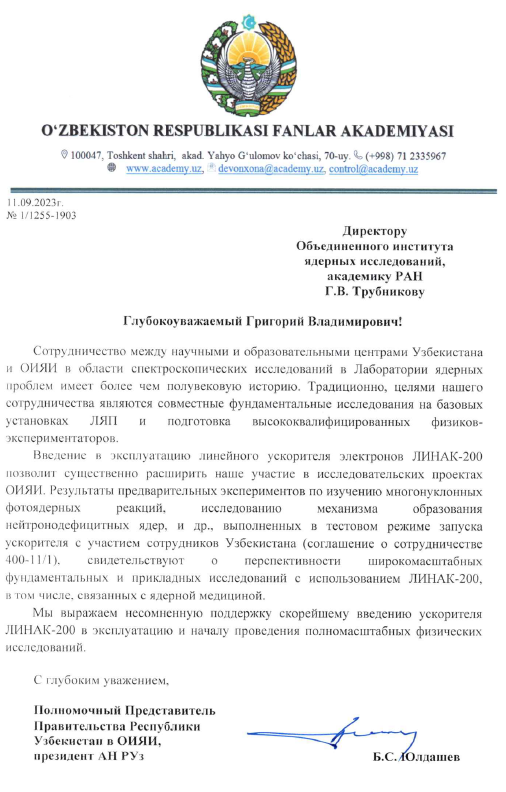 OʻZBEKISTON RESPUBLIKASI FANLAR AKADEMIYASI
100047, Toshkent shahri, akad. Yahyo Gʻulomov koʻchasi, 70-uy. (+998) 71 2335967
www.academy.uz, devonxona@academy.uz, control@academy.uz
11.09.2023г.
№ 1/1255-1903
Директору
Объединенного института
ядерных исследований,
академику РАН
Г.В. Трубникову
Глубокоуважаемый Григорий Владимирович!
Сотрудничество между научными и образовательными центрами Узбекистана
и ОИЯИ в области спектроскопических исследований в Лаборатории ядерных
проблем имеет более чем полувековую историю. Традиционно, целями нашего
сотрудничества являются совместные фундаментальные исследования на базовых
установках ЛЯП и подготовка высококвалифицированных физиков-
экспериментаторов.
Введение в эксплуатацию линейного ускорителя электронов ЛИНАК-200
позволит существенно расширить наше участие в исследовательских проектах
ОИЯИ. Результаты предварительных экспериментов по изучению многонуклонных
фотоядерных реакций, исследованию механизма образования
нейтронодефицитных ядер, и др., выполненных в тестовом режиме запуска
ускорителя с участием сотрудников Узбекистана (соглашение о сотрудничестве
400-11/1), свидетельствуют о перспективности широкомасштабных
фундаментальных и прикладных исследований с использованием ЛИНАК-200,
в том числе, связанных с ядерной медициной.
Мы выражаем несомненную поддержку скорейшему введению ускорителя
ЛИНАК-200 в эксплуатацию и началу проведения полномасштабных физических
исследований.
С глубоким уважением,
Полномочный Представитель
Правительства Республики
Узбекистан в ОИЯИ,
президент АН РУз
Б.С. Юлдашев